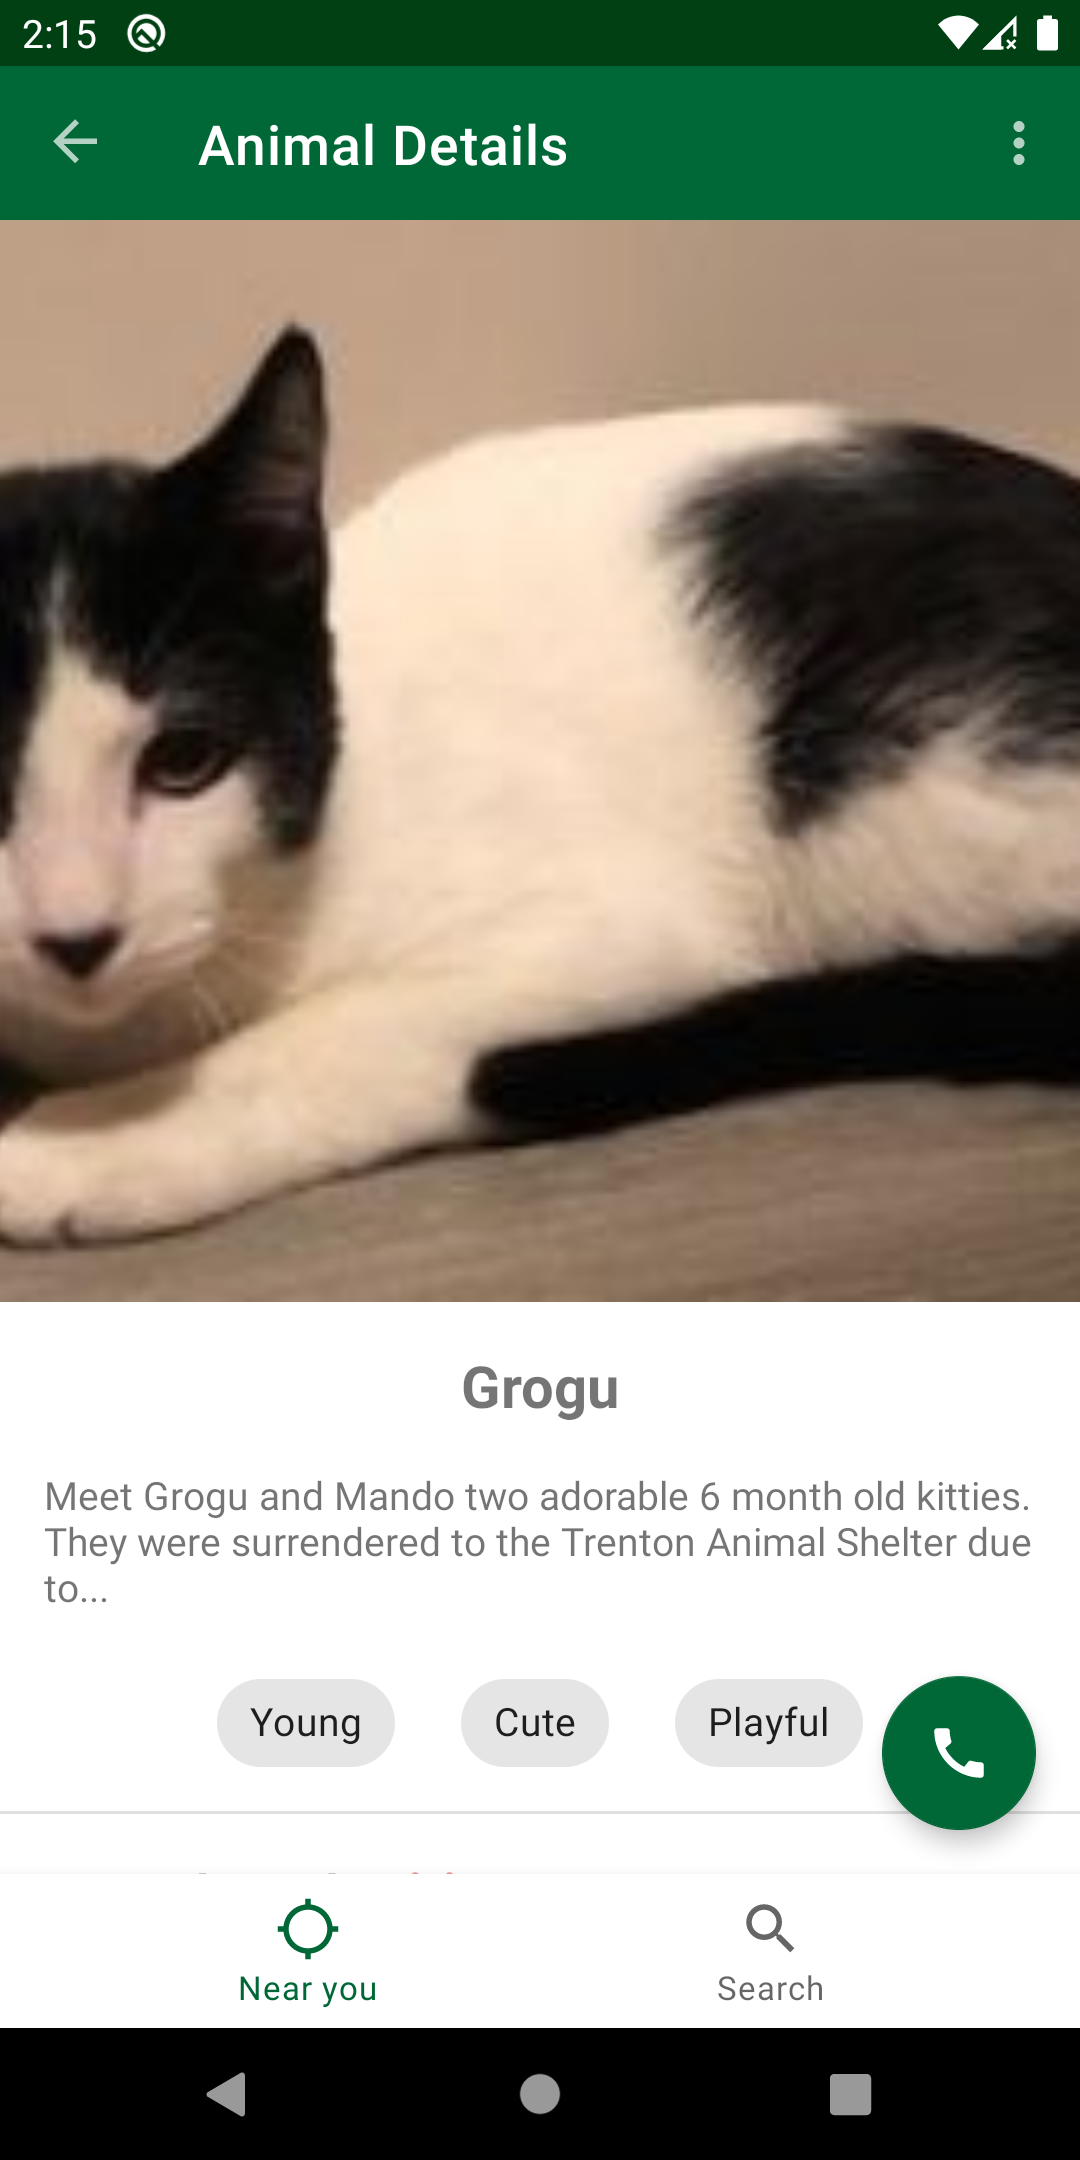 2:15
Animal Details
Grogu
Meet Grogu and Mando two adorable 6 month old kitties.
They were surrendered to the Trenton Animal Shelter due
to...
Young
Cute
Playful
Near you
Search